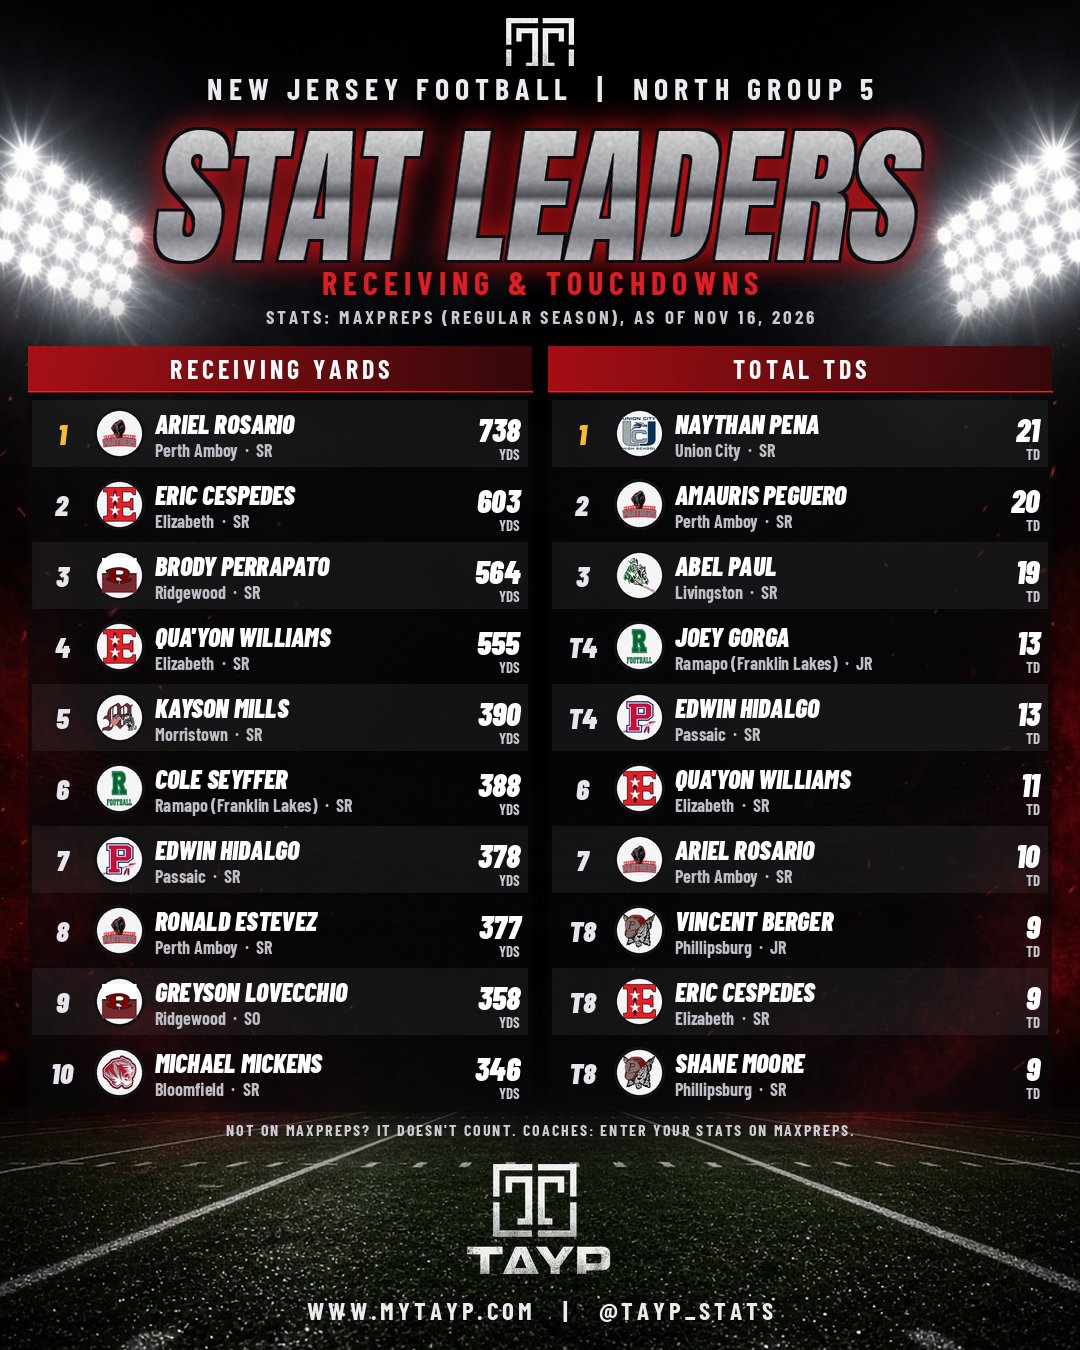 NEW JERSEY FOOTBALL | NORTH GROUP 5
STAT LEADERS
RECEIVING & TOUCHDOWNS
STATS: MAXPREPS (REGULAR SEASON), AS OF NOV 16, 2026
RECEIVING YARDS
1 ARIEL ROSARIO 738
Perth Amboy · SR YDS
2 ERIC CESPEDES 603
Elizabeth · SR YDS
3 BRODY PERRAPATO 564
Ridgewood · SR YDS
4 QUA'YON WILLIAMS 555
Elizabeth · SR YDS
5 KAYSON MILLS 390
Morristown · SR YDS
6 COLE SEYFFER 388
Ramapo (Franklin Lakes) · SR YDS
7 EDWIN HIDALGO 378
Passaic · SR YDS
8 RONALD ESTEVEZ 377
Perth Amboy · SR YDS
9 GREYSON LOVECCHIO 358
Ridgewood · SO YDS
10 MICHAEL MICKENS 346
Bloomfield · SR YDS
TOTAL TDS
1 NAYTHAN PENA 21
Union City · SR TD
2 AMAURIS PEGUERO 20
Perth Amboy · SR TD
3 ABEL PAUL 19
Livingston · SR TD
T4 JOEY GORGA 13
Ramapo (Franklin Lakes) · JR TD
T4 EDWIN HIDALGO 13
Passaic · SR TD
6 QUA'YON WILLIAMS 11
Elizabeth · SR TD
7 ARIEL ROSARIO 10
Perth Amboy · SR TD
T8 VINCENT BERGER 9
Phillipsburg · JR TD
T8 ERIC CESPEDES 9
Elizabeth · SR TD
T8 SHANE MOORE 9
Phillipsburg · SR TD
NOT ON MAXPREPS? IT DOESN'T COUNT. COACHES: ENTER YOUR STATS ON MAXPREPS.
TAYP
WWW.MYTAYP.COM | @TAYP_STATS